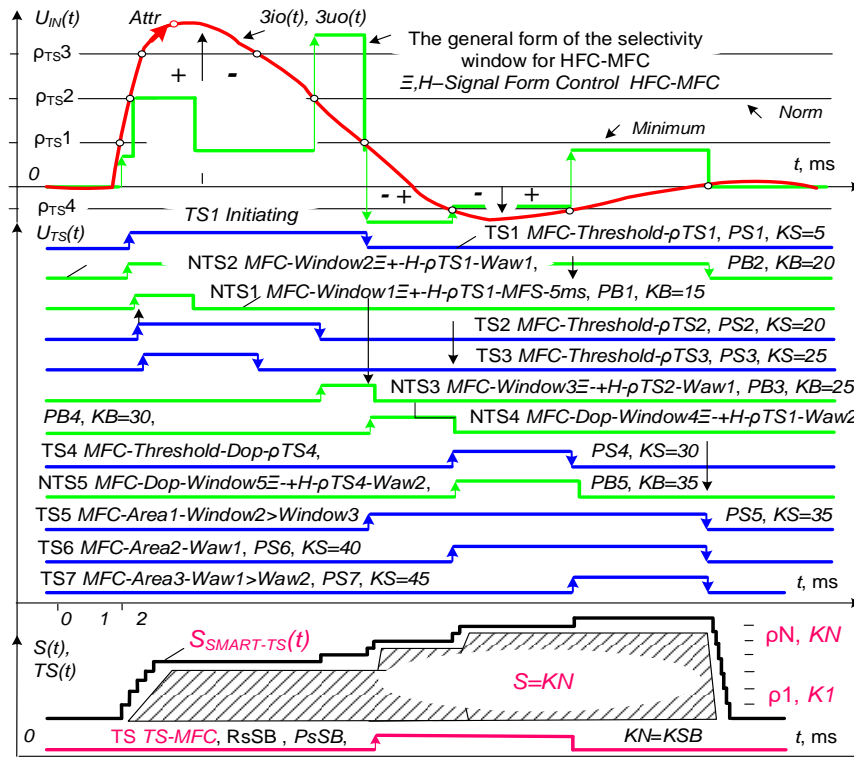 U_IN(t)
Attr
3io(t), 3uo(t)
ρTS3
The general form of the selectivity
window for HFC-MFC
Ξ,H–Signal Form Control HFC-MFC
+ -
ρTS2
Norm
ρTS1
Minimum
0
t, ms
- + - +
ρTS4
TS1 Initiating
U_TS(t)
TS1 MFC-Threshold-ρTS1, PS1, KS=5
NTS2 MFC-Window2Ξ+-H-ρTS1-Waw1, PB2, KB=20
NTS1 MFC-Window1Ξ+-H-ρTS1-MFS-5ms, PB1, KB=15
TS2 MFC-Threshold-ρTS2, PS2, KS=20
TS3 MFC-Threshold-ρTS3, PS3, KS=25
NTS3 MFC-Window3Ξ-+H-ρTS2-Waw1, PB3, KB=25
PB4, KB=30, NTS4 MFC-Dop-Window4Ξ-+H-ρTS1-Waw2
TS4 MFC-Threshold-Dop-ρTS4, PS4, KS=30
NTS5 MFC-Dop-Window5Ξ-+H-ρTS4-Waw2, PB5, KB=35
TS5 MFC-Area1-Window2>Window3 PS5, KS=35
TS6 MFC-Area2-Waw1, PS6, KS=40
TS7 MFC-Area3-Waw1>Waw2, PS7, KS=45 t, ms
0 1 2
S(t),
TS(t)
S_SMART-TS(t)
ρN, KN
S=KN
ρ1, K1
0
TS TS-MFC, RsSB , PsSB, KN=KSB t, ms